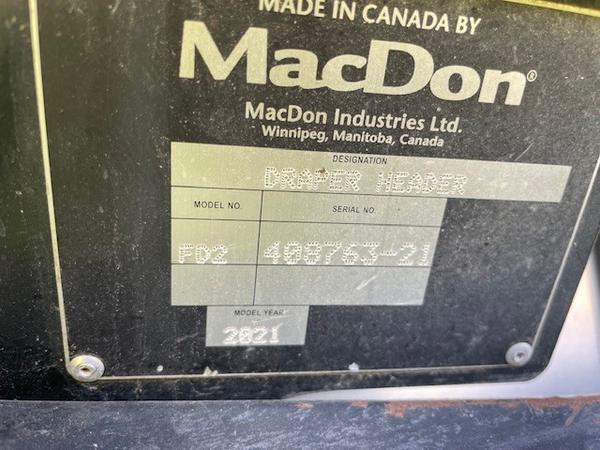 MADE IN CANADA BY
MacDon®
MacDon Industries Ltd.
Winnipeg, Manitoba, Canada
DESIGNATION
DRAPER HEADER
MODEL NO. SERIAL NO.
FD2 400763-21
MODEL YEAR
2021